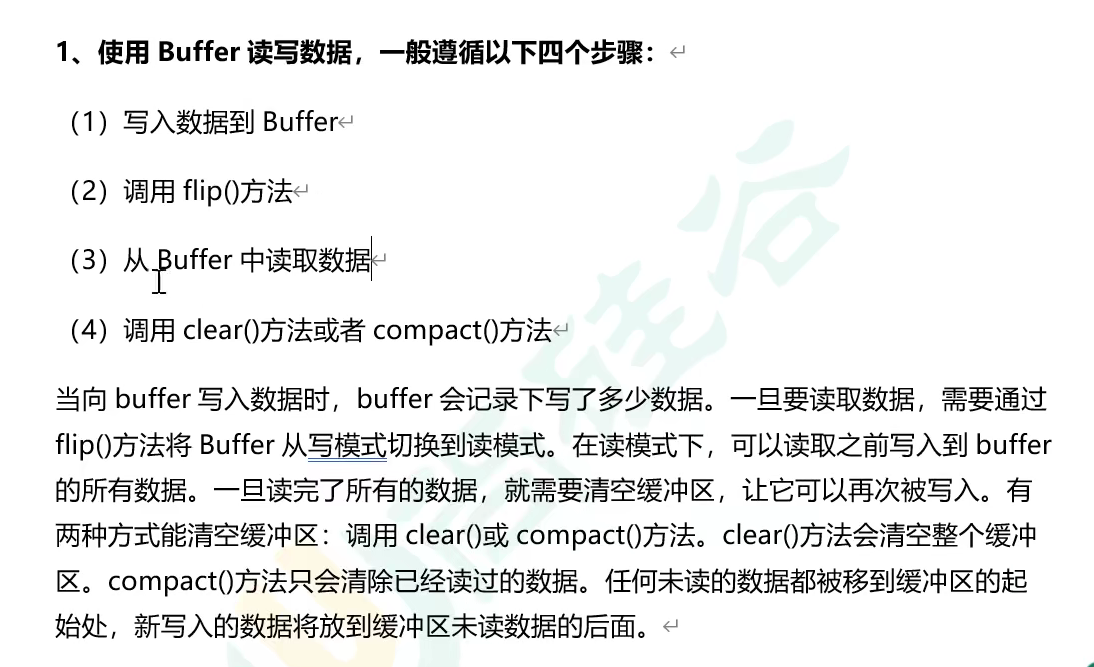 1、使用 Buffer 读写数据，一般遵循以下四个步骤：
（1）写入数据到 Buffer
（2）调用 flip()方法
（3）从 Buffer 中读取数据
（4）调用 clear()方法或者 compact()方法
当向 buffer 写入数据时，buffer 会记录下写了多少数据。一旦要读取数据，需要通过
flip()方法将 Buffer 从写模式切换到读模式。在读模式下，可以读取之前写入到 buffer
的所有数据。一旦读完了所有的数据，就需要清空缓冲区，让它可以再次被写入。有
两种方式能清空缓冲区：调用 clear()或 compact()方法。clear()方法会清空整个缓冲
区。compact()方法只会清除已经读过的数据。任何未读的数据都被移到缓冲区的起
始处，新写入的数据将放到缓冲区未读数据的后面。
尚硅谷